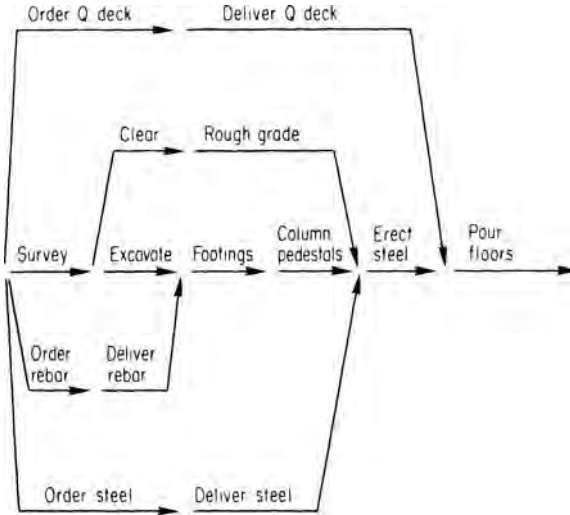 Order Q deck
Deliver Q deck
Clear
Rough grade
Survey
Excavate
Footings
Column
pedestals
Erect
steel
Pour
floors
Order
rebar
Deliver
rebar
Order steel
Deliver steel